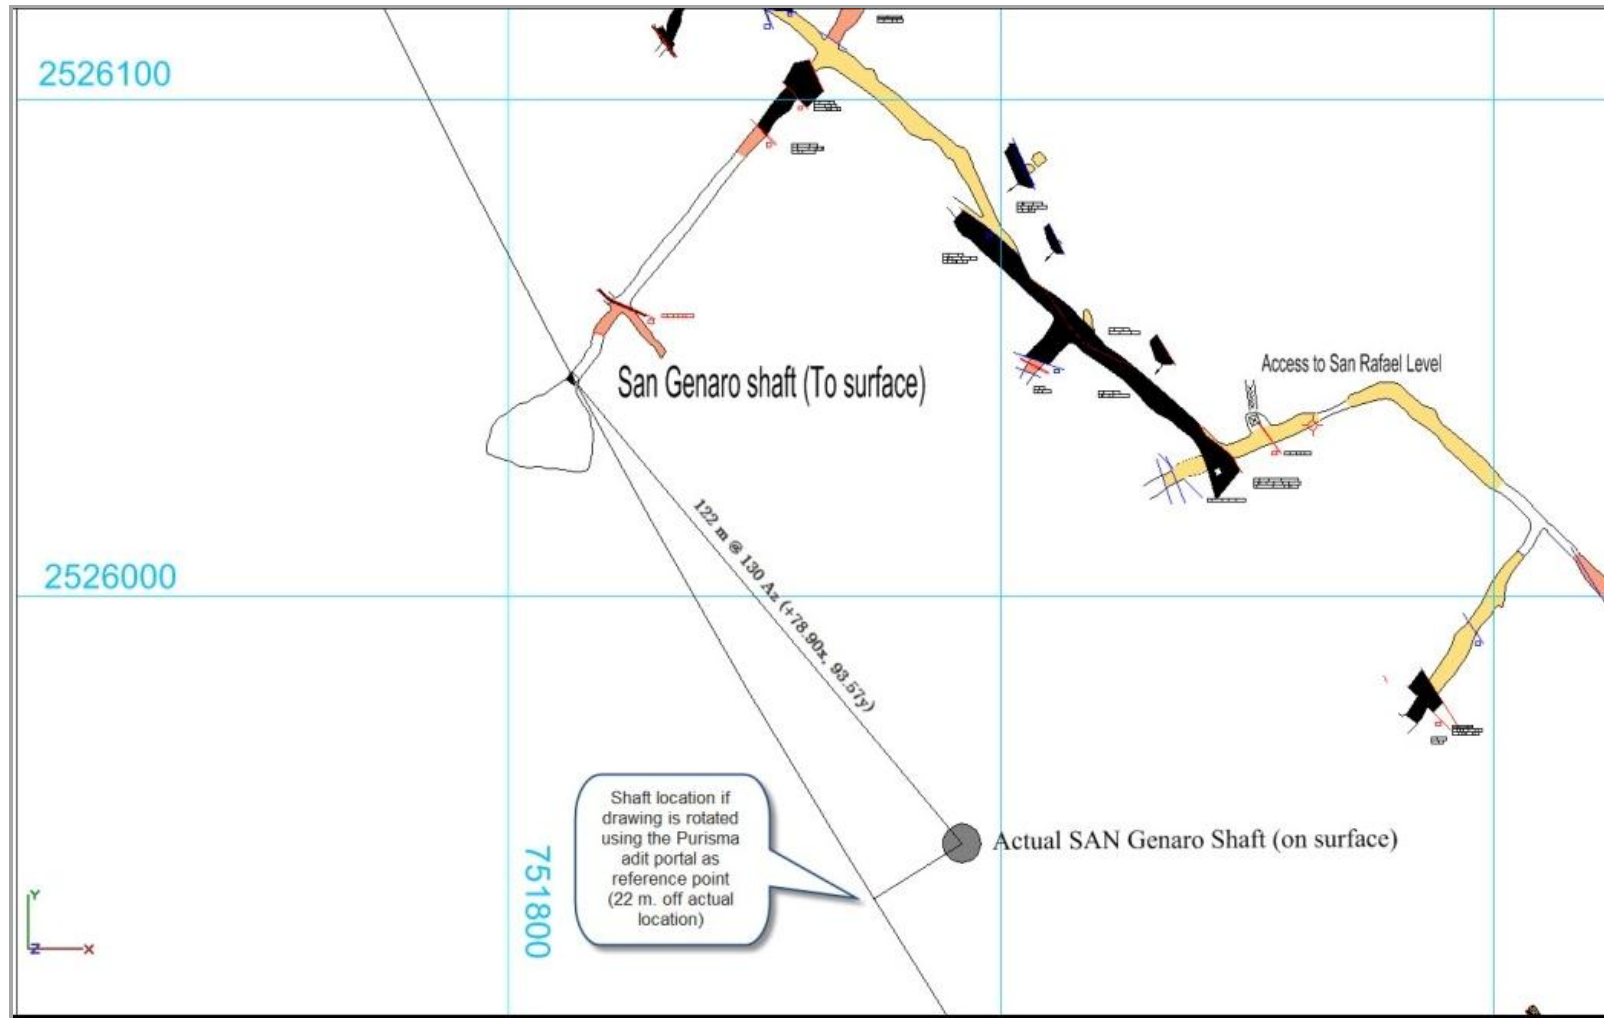 2526100
San Genaro shaft (To surface)
Access to San Rafael Level
122 m @ 130 Az (+78.90x, 93.57y)
2526000
Shaft location if
drawing is rotated
using the Purisma
adit portal as
reference point
(22 m. off actual
location)
Actual SAN Genaro Shaft (on surface)
751800
Y
Z
X